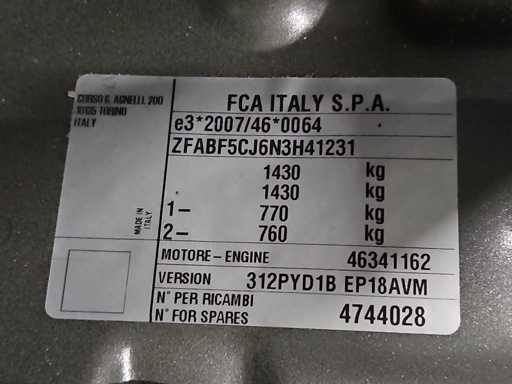 CORSO G. AGNELLI, 200
10135 TORINO
ITALY
FCA ITALY S.P.A.
e3*2007/46*0064
ZFABF5CJ6N3H41231
1430 kg
1430 kg
1– 770 kg
2– 760 kg
MADE IN ITALY
MOTORE– ENGINE 46341162
VERSION 312PYD1B EP18AVM
N° PER RICAMBI
N° FOR SPARES 4744028